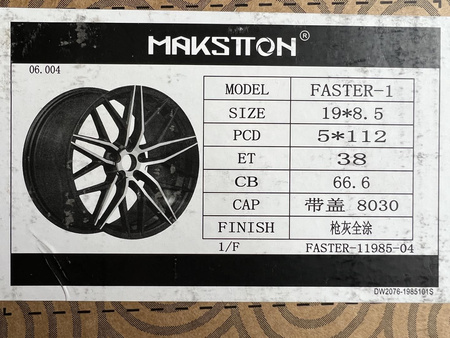 MAKSTTON®
06.004
MODEL FASTER-1
SIZE 19*8.5
PCD 5*112
ET 38
CB 66.6
CAP 带盖 8030
FINISH 枪灰全涂
1/F FASTER-11985-04
DW2076-1985101S